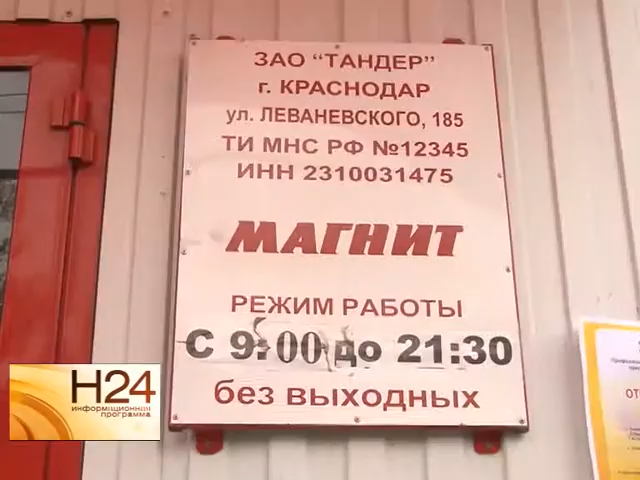 ЗАО "ТАНДЕР"
г. КРАСНОДАР
ул. ЛЕВАНЕВСКОГО, 185
ТИ МНС РФ №12345
ИНН 2310031475
МАГНИТ
РЕЖИМ РАБОТЫ
С 9:00 до 21:30
без выходных
Н24
информационная
программа